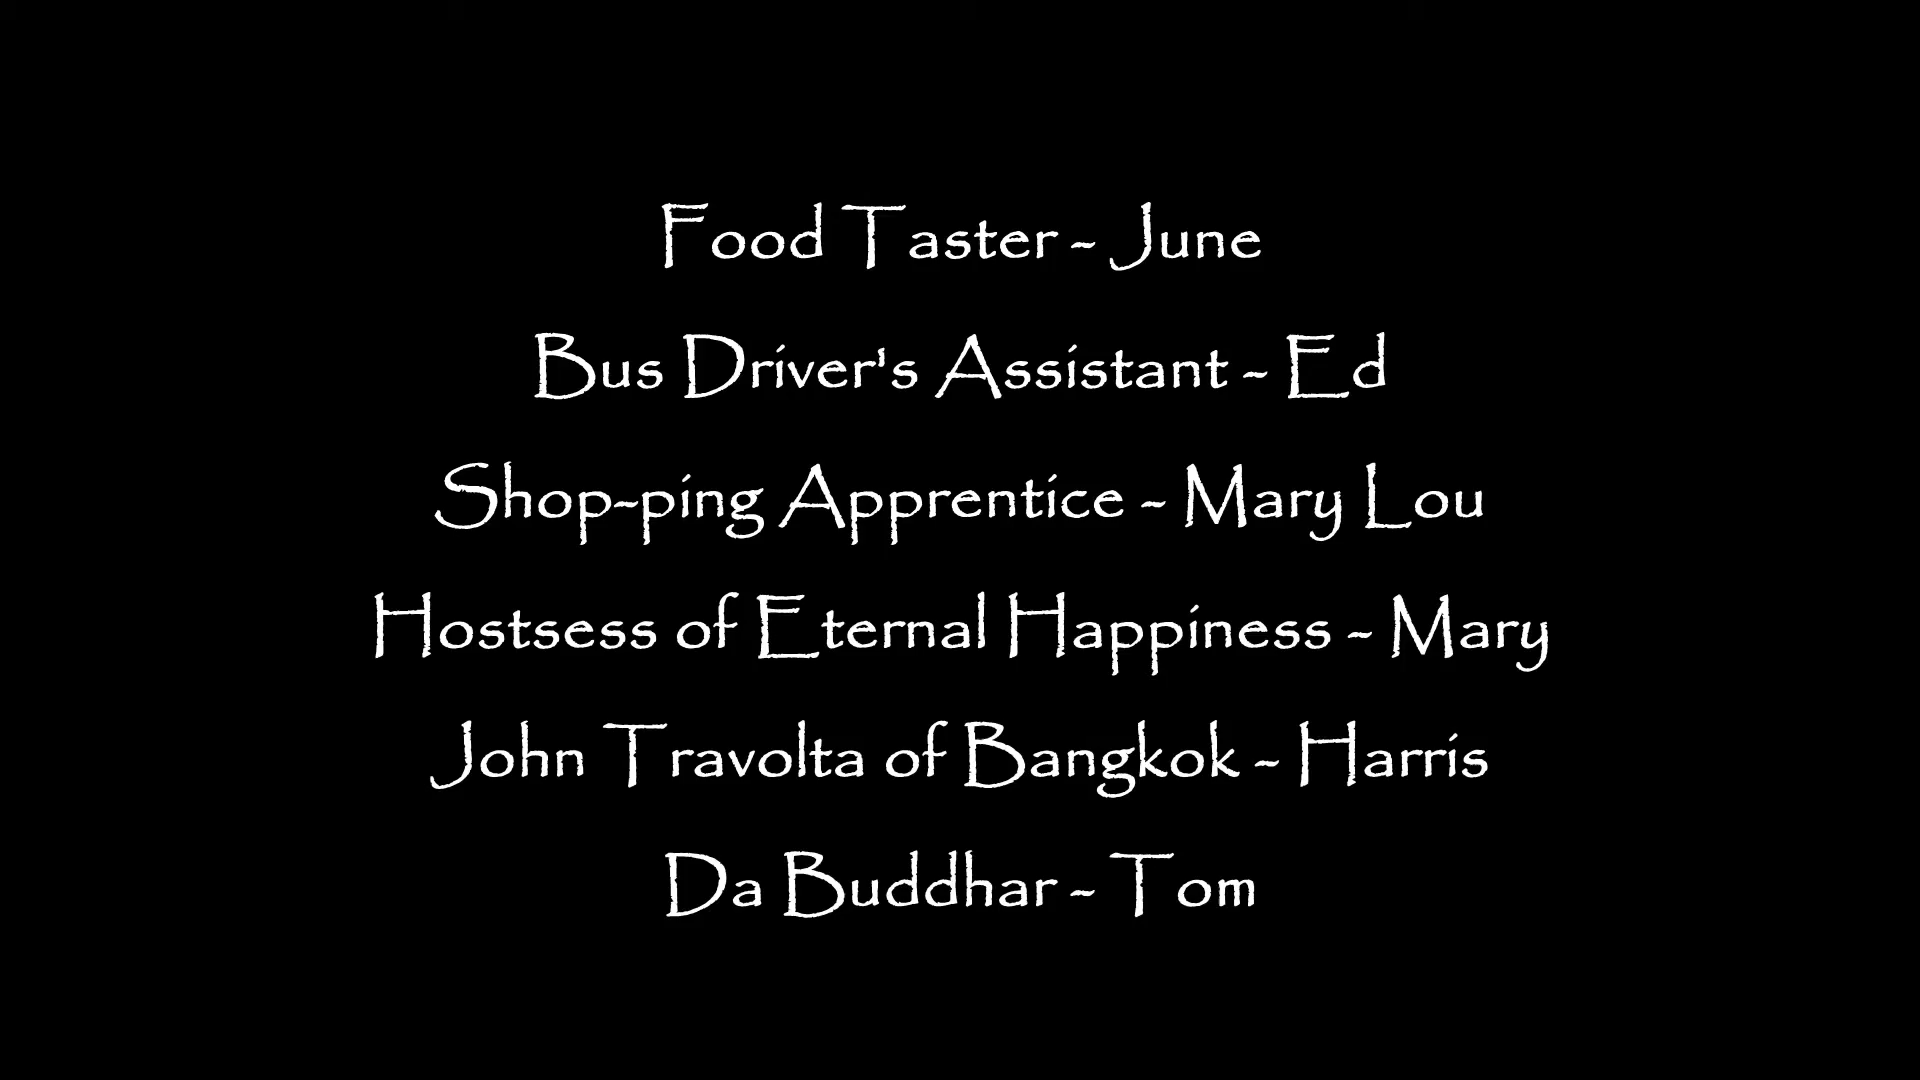 Food Taster - June
Bus Driver's Assistant - Ed
Shop-ping Apprentice - Mary Lou
Hostsess of Eternal Happiness - Mary
John Travolta of Bangkok - Harris
Da Buddhar - Tom